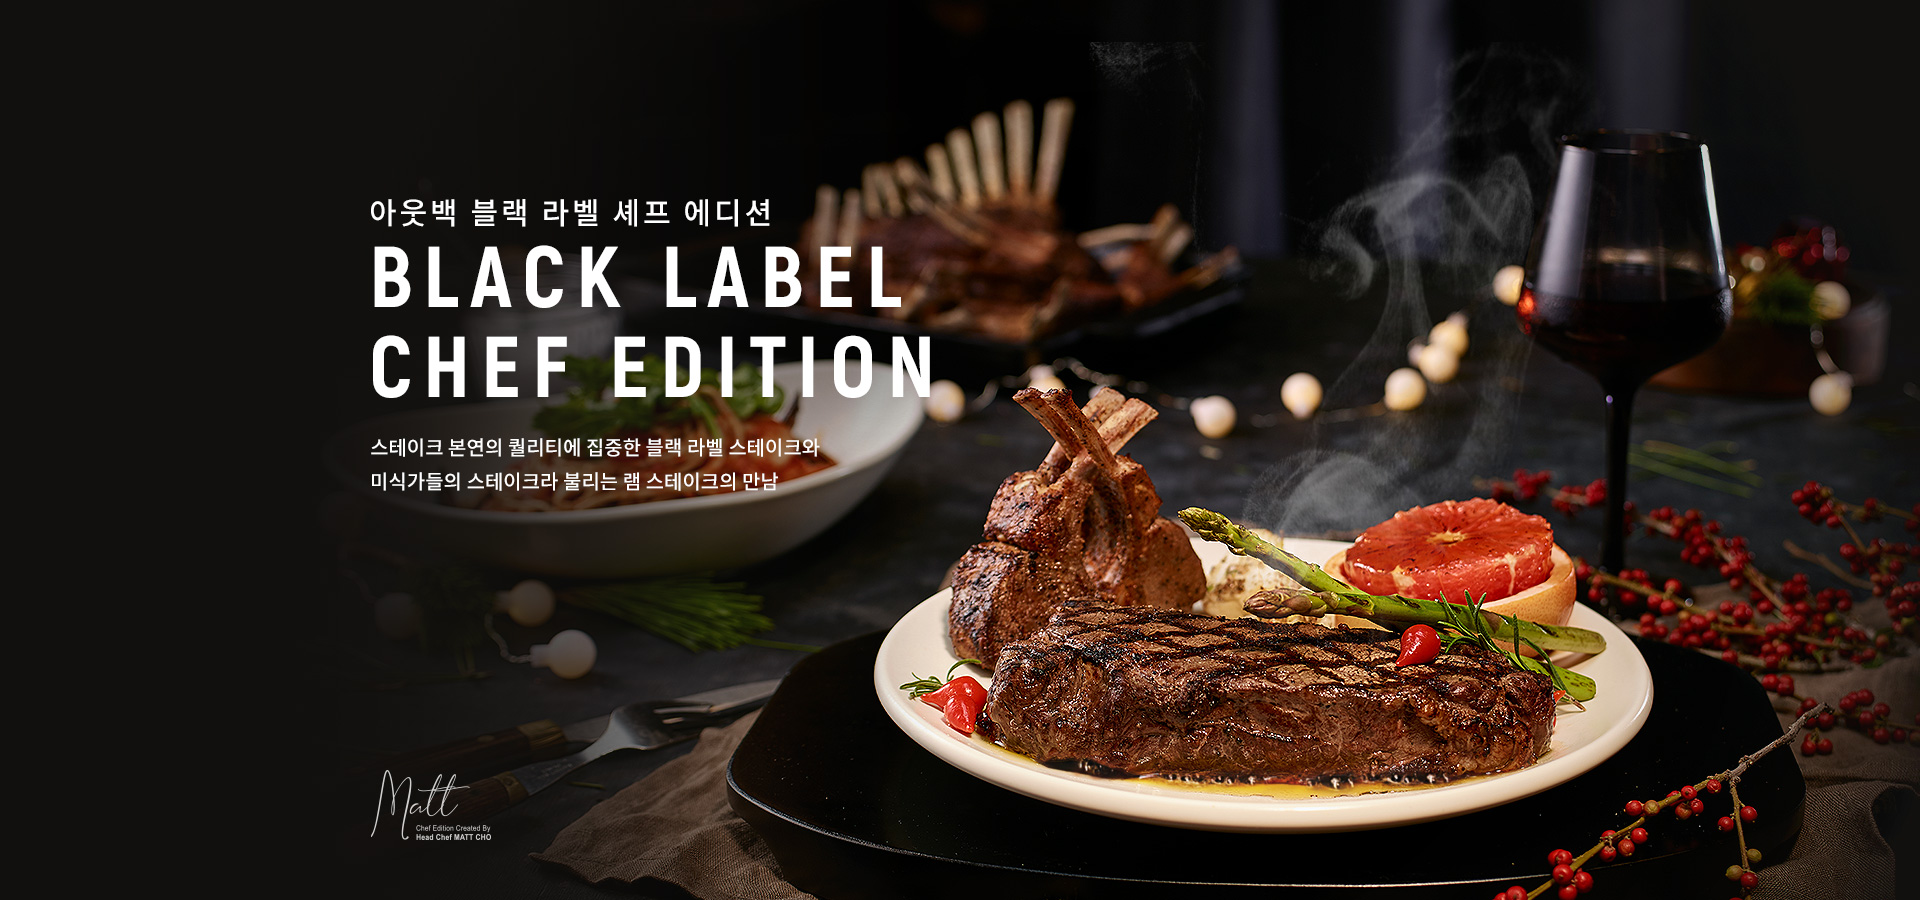 아웃백 블랙 라벨 셰프 에디션
BLACK LABEL
CHEF EDITION
스테이크 본연의 퀄리티에 집중한 블랙 라벨 스테이크와
미식가들의 스테이크라 불리는 램 스테이크의 만남
Matt
Chef Edition Created By
Head Chef MATT CHO